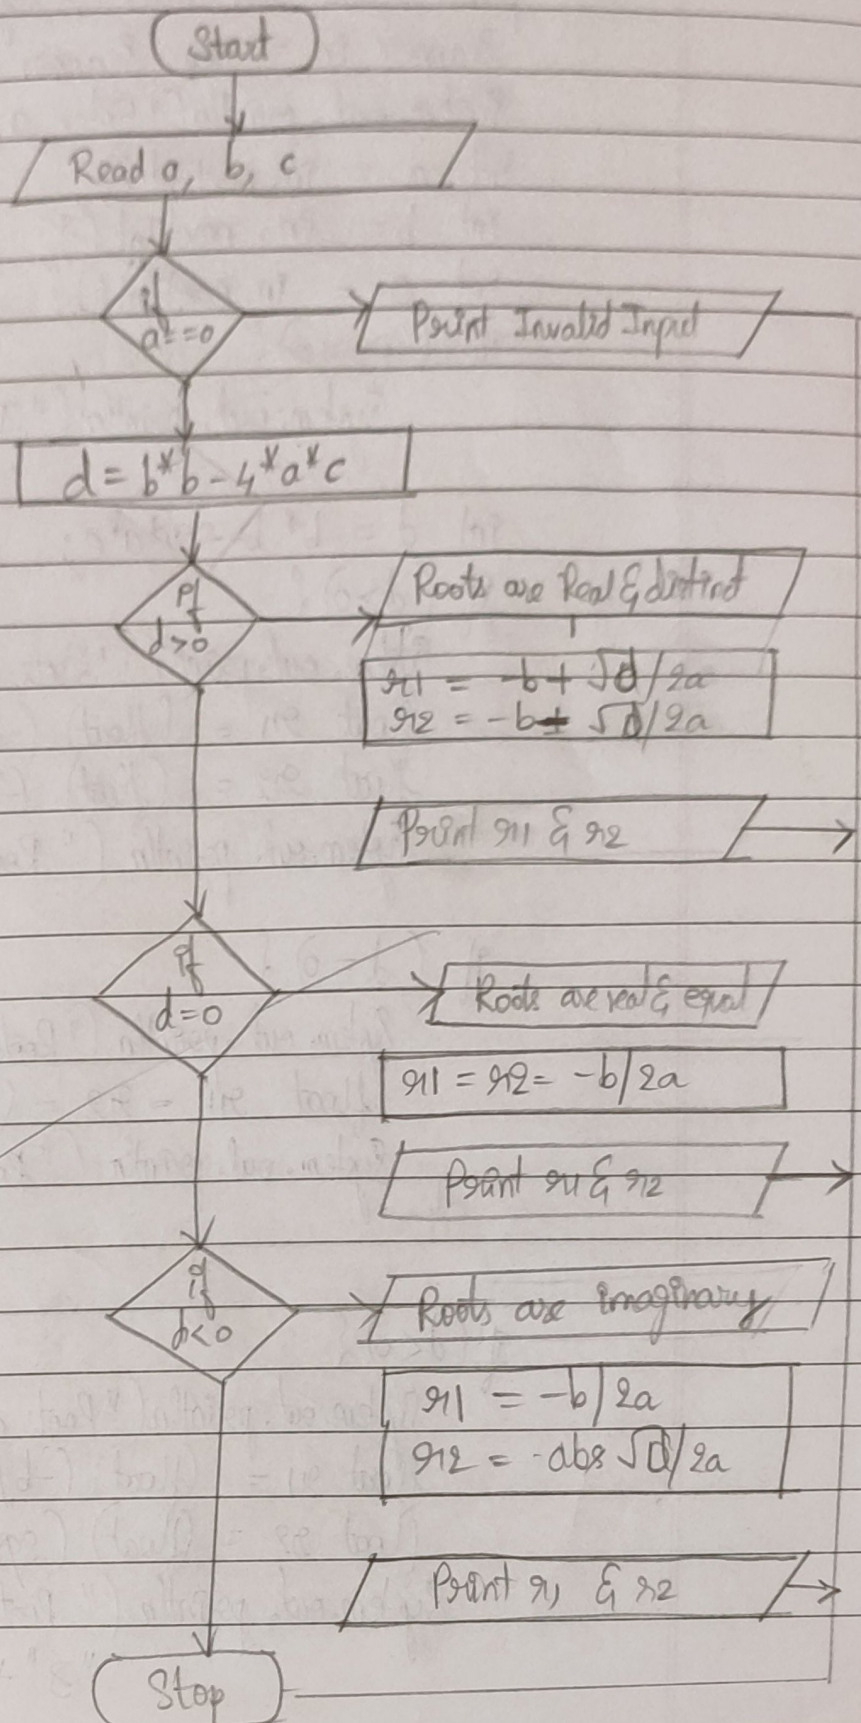 Start
Read a, b, c
if
a==0
Print Invalid Input
d = b*b-4*a*c
if
d>0
Roots are Real & distinct
r1 = -b+ √d/2a
r2 = -b- √d/2a
Print r1 & r2
if
d=0
Roots are real & equal
r1 = r2 = -b/2a
Print r1 & r2
if
d<0
Roots are imaginary
r1 = -b/2a
r2 = -abs √d/2a
Print r1 & r2
Stop